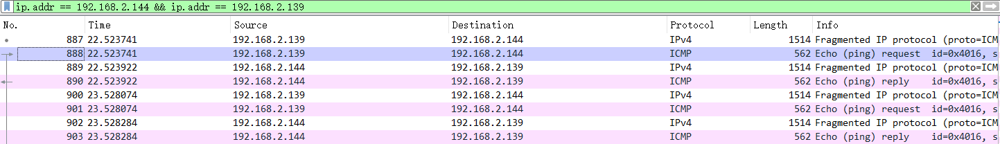 ip.addr == 192.168.2.144 && ip.addr == 192.168.2.139
No. Time Source Destination Protocol Length Info
887 22.523741 192.168.2.139 192.168.2.144 IPv4 1514 Fragmented IP protocol (proto=ICM
888 22.523741 192.168.2.139 192.168.2.144 ICMP 562 Echo (ping) request id=0x4016, s
889 22.523922 192.168.2.144 192.168.2.139 IPv4 1514 Fragmented IP protocol (proto=ICM
890 22.523922 192.168.2.144 192.168.2.139 ICMP 562 Echo (ping) reply id=0x4016, s
900 23.528074 192.168.2.139 192.168.2.144 IPv4 1514 Fragmented IP protocol (proto=ICM
901 23.528074 192.168.2.139 192.168.2.144 ICMP 562 Echo (ping) request id=0x4016, s
902 23.528284 192.168.2.144 192.168.2.139 IPv4 1514 Fragmented IP protocol (proto=ICM
903 23.528284 192.168.2.144 192.168.2.139 ICMP 562 Echo (ping) reply id=0x4016, s